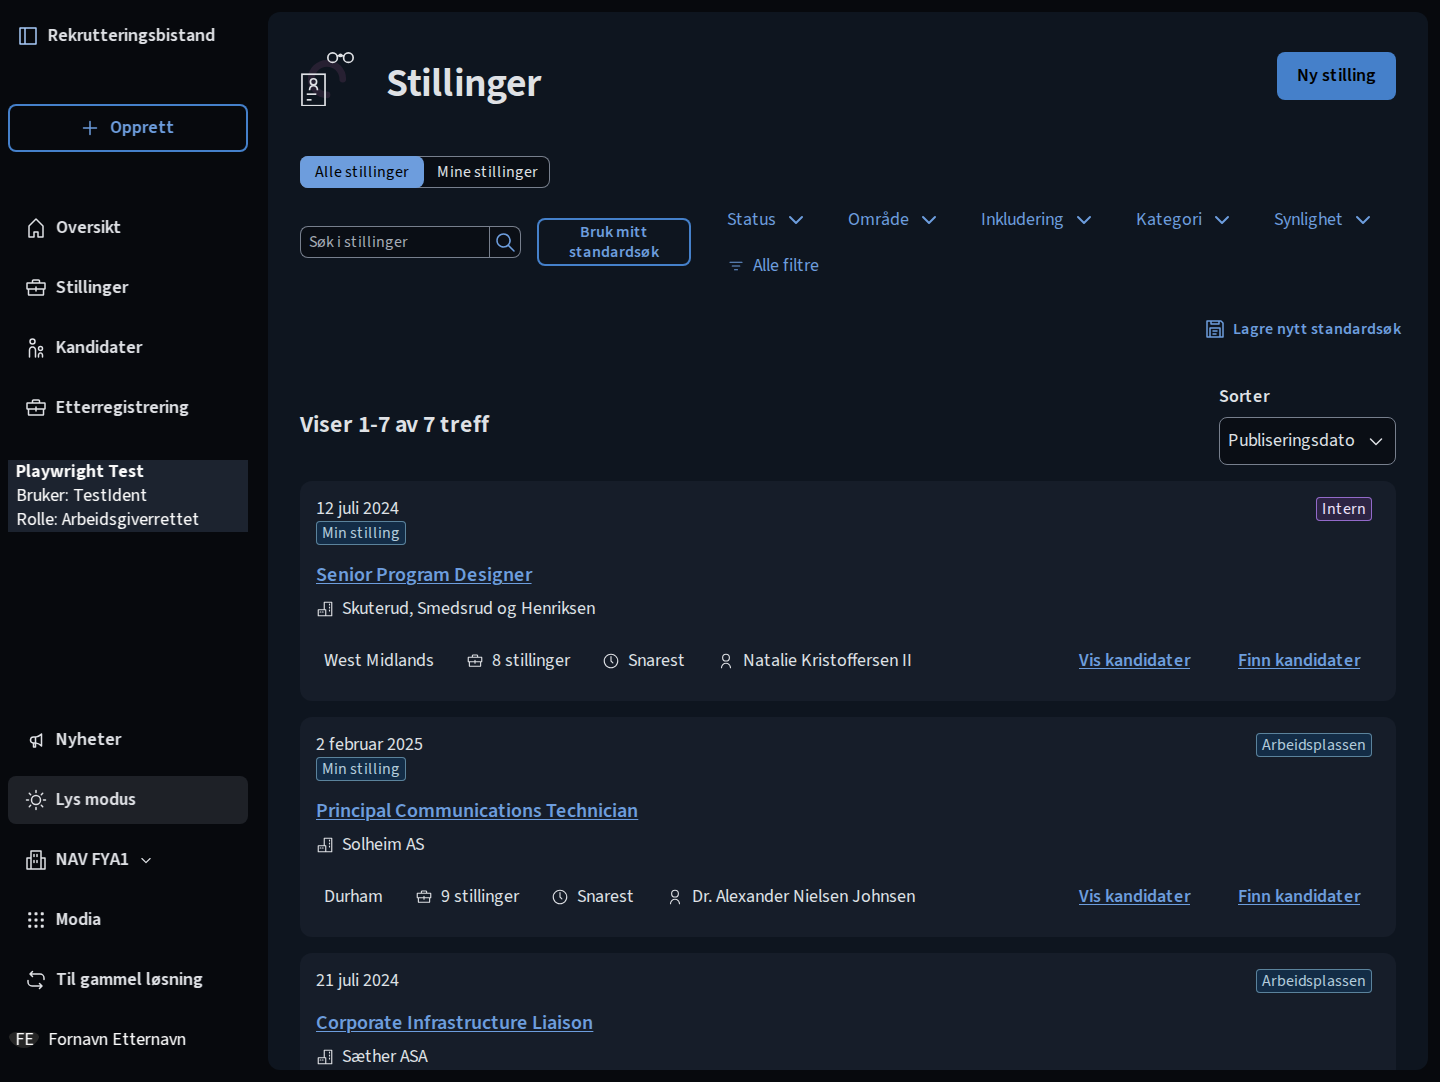 Rekrutteringsbistand
Opprett
Oversikt
Stillinger
Kandidater
Etterregistrering
Playwright Test
Bruker: TestIdent
Rolle: Arbeidsgiverrettet
Nyheter
Lys modus
NAV FYA1
Modia
Til gammel løsning
FE Fornavn Etternavn
Stillinger
Ny stilling
Alle stillinger Mine stillinger
Søk i stillinger
Bruk mitt
standardsøk
Status Område Inkludering Kategori Synlighet
Alle filtre
Lagre nytt standardsøk
Viser 1-7 av 7 treff
Sorter
Publiseringsdato
12 juli 2024
Intern
Min stilling
Senior Program Designer
Skuterud, Smedsrud og Henriksen
West Midlands 8 stillinger Snarest Natalie Kristoffersen II Vis kandidater Finn kandidater
2 februar 2025
Arbeidsplassen
Min stilling
Principal Communications Technician
Solheim AS
Durham 9 stillinger Snarest Dr. Alexander Nielsen Johnsen Vis kandidater Finn kandidater
21 juli 2024
Arbeidsplassen
Corporate Infrastructure Liaison
Sæther ASA